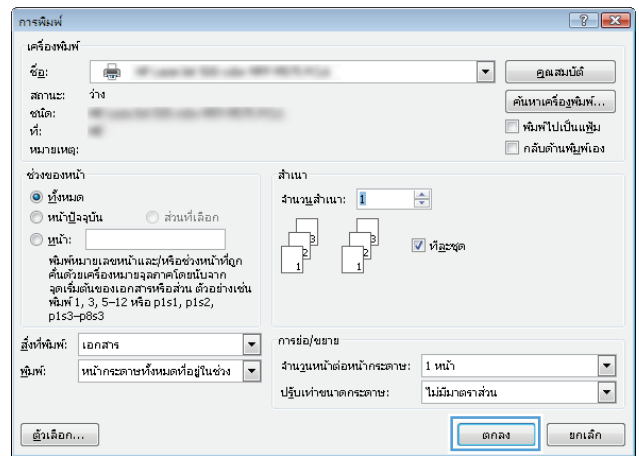 การพิมพ์
เครื่องพิมพ์
ชื่อ:
คุณสมบัติ
สถานะ: ว่าง
ชนิด:
ค้นหาเครื่องพิมพ์...
ที่:
พิมพ์ไปเป็นแฟ้ม
หมายเหตุ:
กลับด้านพิมพ์เอง
ช่วงของหน้า
ทั้งหมด
หน้าปัจจุบัน ส่วนที่เลือก
หน้า:
พิมพ์หมายเลขหน้าและ/หรือช่วงหน้าที่ถูก
คั่นด้วยเครื่องหมายจุลภาคโดยนับจาก
จุดเริ่มต้นของเอกสารหรือส่วน ตัวอย่างเช่น
พิมพ์ 1, 3, 5–12 หรือ p1s1, p1s2,
p1s3–p8s3
สำเนา
จำนวนสำเนา: 1
1 2 3
1 2 3
ทีละชุด
สิ่งที่พิมพ์: เอกสาร
พิมพ์: หน้ากระดาษทั้งหมดที่อยู่ในช่วง
การย่อ/ขยาย
จำนวนหน้าต่อหน้ากระดาษ: 1 หน้า
ปรับเท่าขนาดกระดาษ: ไม่มีมาตราส่วน
ตัวเลือก...
ตกลง
ยกเลิก